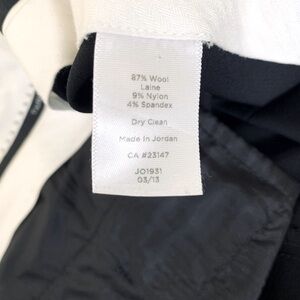 87% Wool
Laine
9% Nylon
4% Spandex
Dry Clean
Made in Jordan
CA #23147
JO1931
03/13